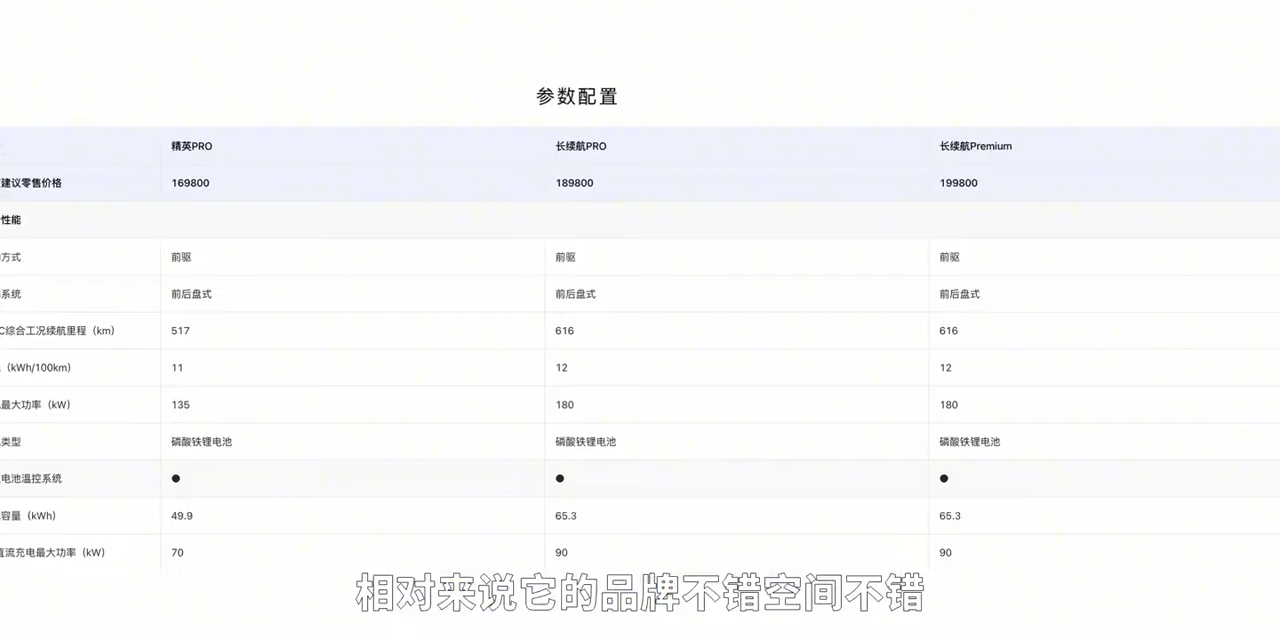 参数配置
精英PRO 长续航PRO 长续航Premium
建议零售价格 169800 189800 199800
性能
方式 前驱 前驱 前驱
系统 前后盘式 前后盘式 前后盘式
C综合工况续航里程（km） 517 616 616
（kWh/100km） 11 12 12
最大功率（kW） 135 180 180
类型 磷酸铁锂电池 磷酸铁锂电池 磷酸铁锂电池
电池温控系统 ● ● ●
容量（kWh） 49.9 65.3 65.3
直流充电最大功率（kW） 70 90 90
相对来说它的品牌不错空间不错